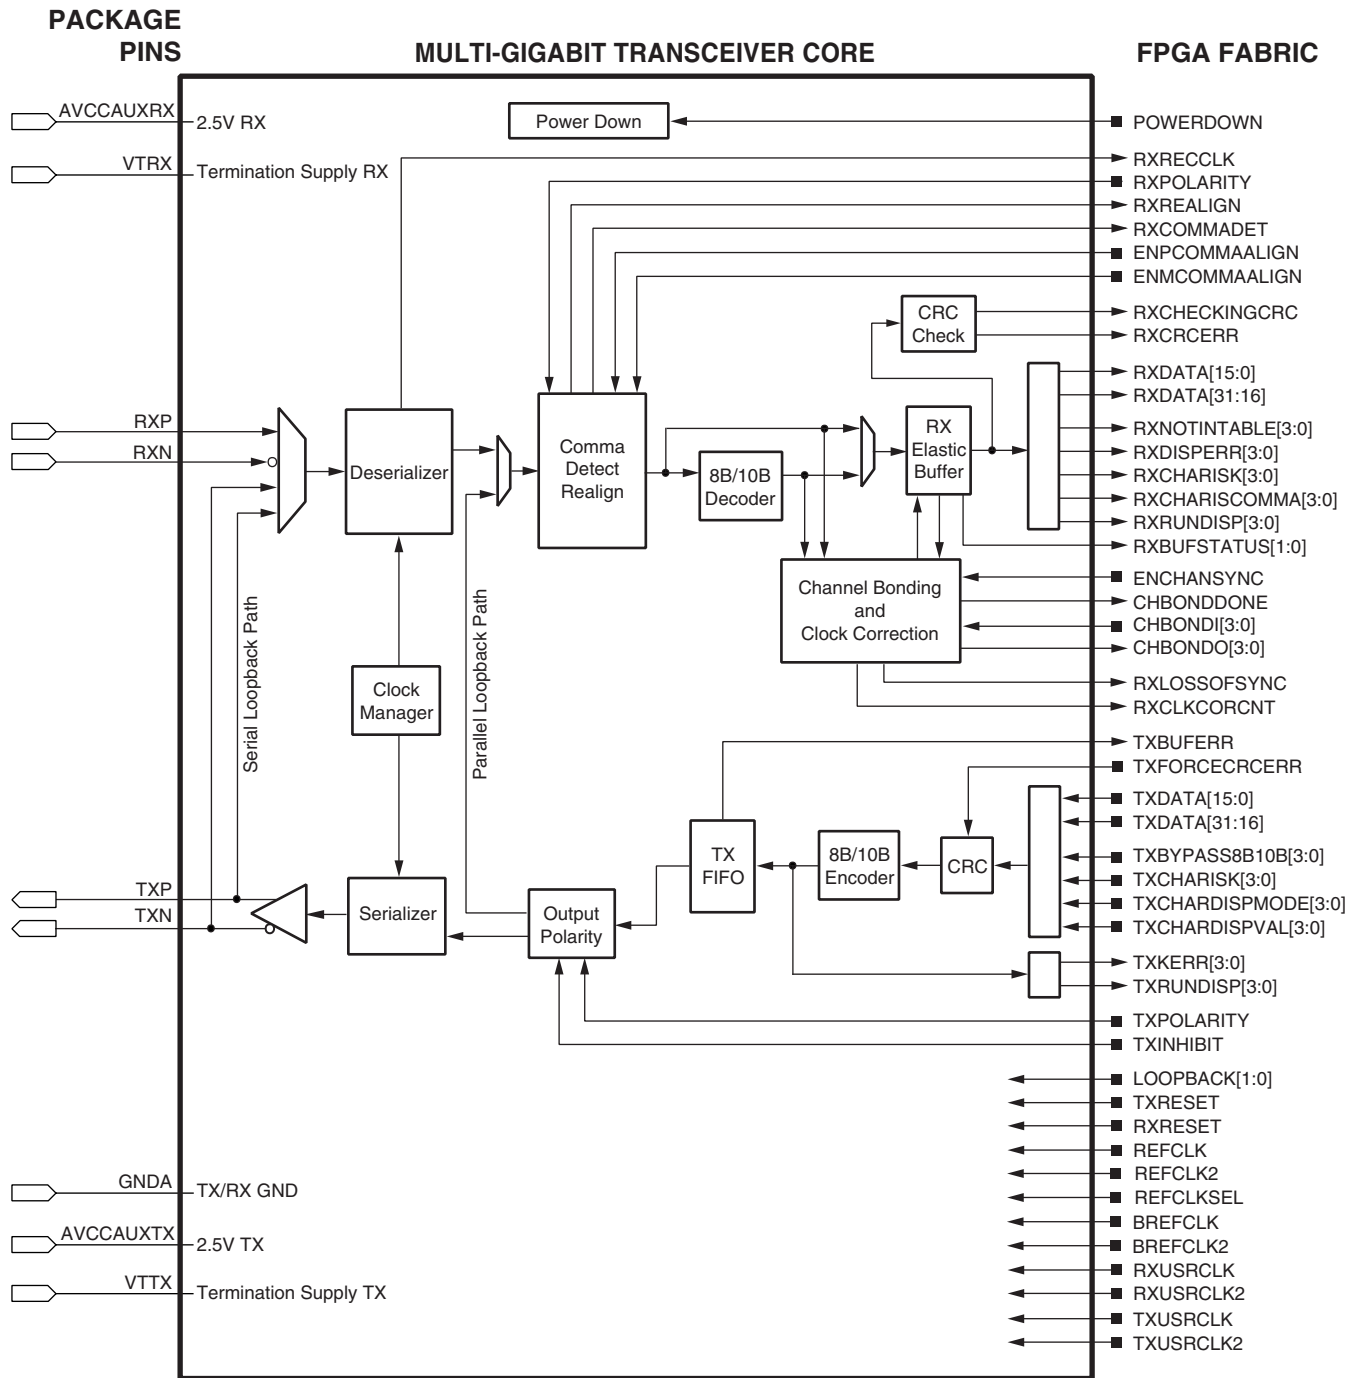 PACKAGE
PINS
MULTI-GIGABIT TRANSCEIVER CORE
FPGA FABRIC
AVCCAUXRX
2.5V RX
Power Down
POWERDOWN
VTRX
Termination Supply RX
RXRECCLK
RXPOLARITY
RXREALIGN
RXCOMMADET
ENPCOMMAALIGN
ENMCOMMAALIGN
CRC
Check
RXCHECKINGCRC
RXCRCERR
RXDATA[15:0]
RXDATA[31:16]
RXP
RXN
Deserializer
Comma
Detect
Realign
8B/10B
Decoder
RX
Elastic
Buffer
RXNOTINTABLE[3:0]
RXDISPERR[3:0]
RXCHARISK[3:0]
RXCHARISCOMMA[3:0]
RXRUNDISP[3:0]
RXBUFSTATUS[1:0]
Channel Bonding
and
Clock Correction
ENCHANSYNC
CHBONDDONE
CHBONDI[3:0]
CHBONDO[3:0]
RXLOSSOFSYNC
RXCLKCORCNT
Serial Loopback Path
Clock
Manager
Parallel Loopback Path
TXBUFERR
TXFORCECRCERR
TXDATA[15:0]
TXDATA[31:16]
TX
FIFO
8B/10B
Encoder
CRC
TXBYPASS8B10B[3:0]
TXCHARISK[3:0]
TXCHARDISPMODE[3:0]
TXCHARDISPVAL[3:0]
TXP
TXN
Serializer
Output
Polarity
TXKERR[3:0]
TXRUNDISP[3:0]
TXPOLARITY
TXINHIBIT
LOOPBACK[1:0]
TXRESET
RXRESET
REFCLK
REFCLK2
REFCLKSEL
BREFCLK
BREFCLK2
RXUSRCLK
RXUSRCLK2
TXUSRCLK
TXUSRCLK2
GNDA
TX/RX GND
AVCCAUXTX
2.5V TX
VTTX
Termination Supply TX